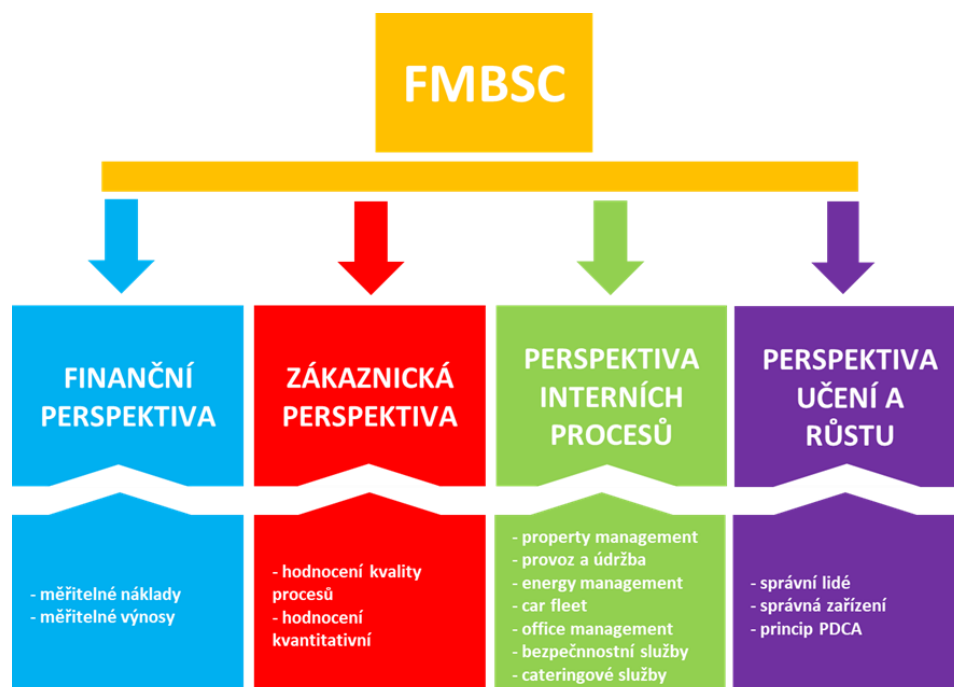 FMBSC
FINANČNÍ
PERSPEKTIVA
ZÁKAZNICKÁ
PERSPEKTIVA
PERSPEKTIVA
INTERNÍCH
PROCESŮ
PERSPEKTIVA
UČENÍ A
RŮSTU
- měřitelné náklady
- měřitelné výnosy
- hodnocení kvality
procesů
- hodnocení
kvantitativní
- property management
- provoz a údržba
- energy management
- car fleet
- office management
- bezpečnnostní služby
- cateringové služby
- správní lidé
- správná zařízení
- princip PDCA